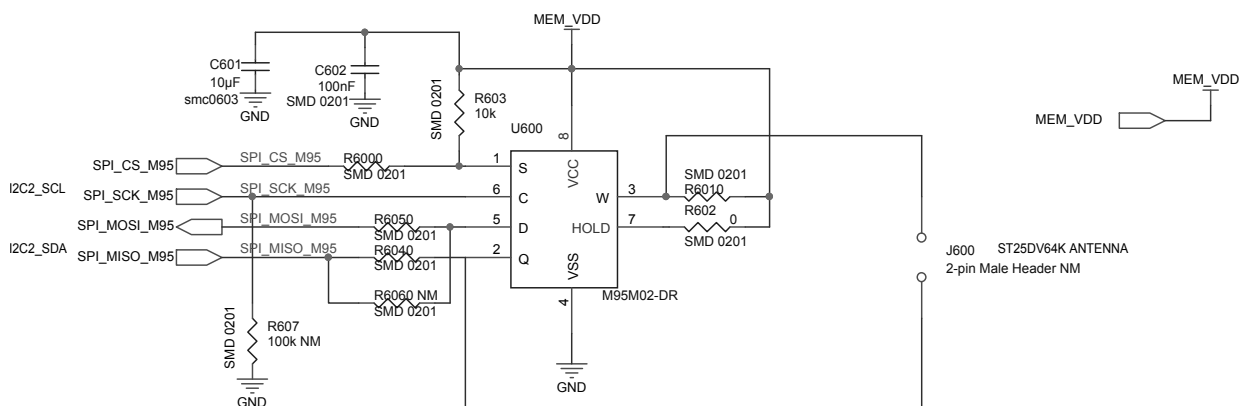 MEM_VDD
C601
10µF
smc0603
GND
C602
100nF
SMD 0201
GND
SMD 0201
R603
10k
MEM_VDD
MEM_VDD
U600
8
VCC
SPI_CS_M95
SPI_CS_M95
R6000
SMD 0201
1
S
I2C2_SCL
SPI_SCK_M95
SPI_SCK_M95
6
C
W
3
SMD 0201
R6010
SPI_MOSI_M95
SPI_MOSI_M95
R6050
SMD 0201
5
D
HOLD
7
R602
0
SMD 0201
I2C2_SDA
SPI_MISO_M95
SPI_MISO_M95
R6040
SMD 0201
2
Q
VSS
4
M95M02-DR
R6060 NM
SMD 0201
J600
ST25DV64K ANTENNA
2-pin Male Header NM
SMD 0201
R607
100k NM
GND
GND